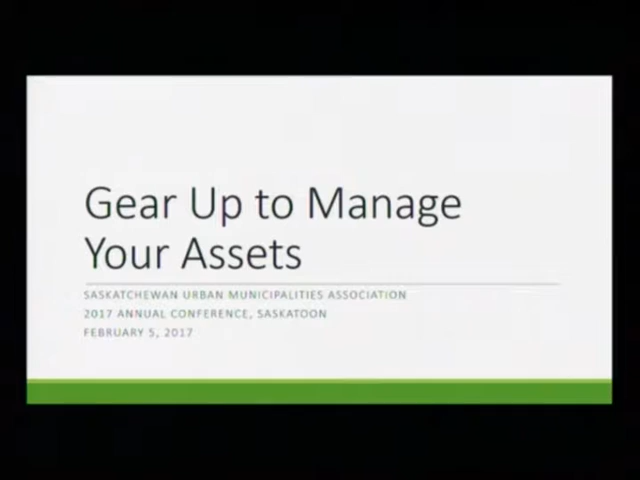 Gear Up to Manage
Your Assets
SASKATCHEWAN URBAN MUNICIPALITIES ASSOCIATION
2017 ANNUAL CONFERENCE, SASKATOON
FEBRUARY 5, 2017